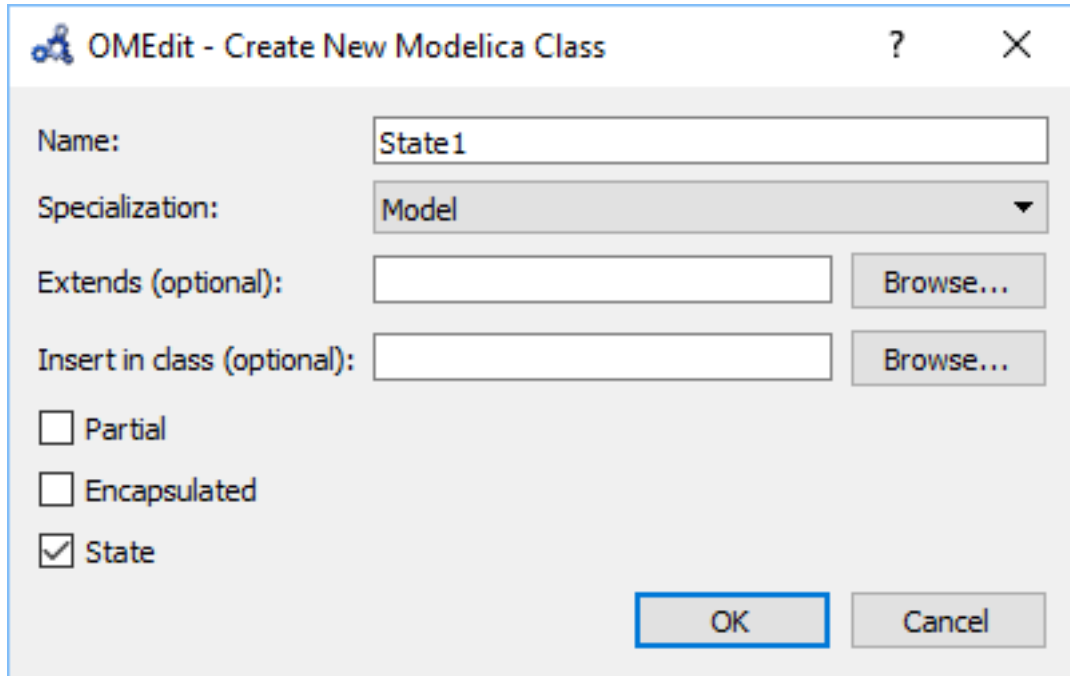 OMEdit - Create New Modelica Class ?
Name: State1
Specialization: Model
Extends (optional): Browse...
Insert in class (optional): Browse...
Partial
Encapsulated
State
OK Cancel